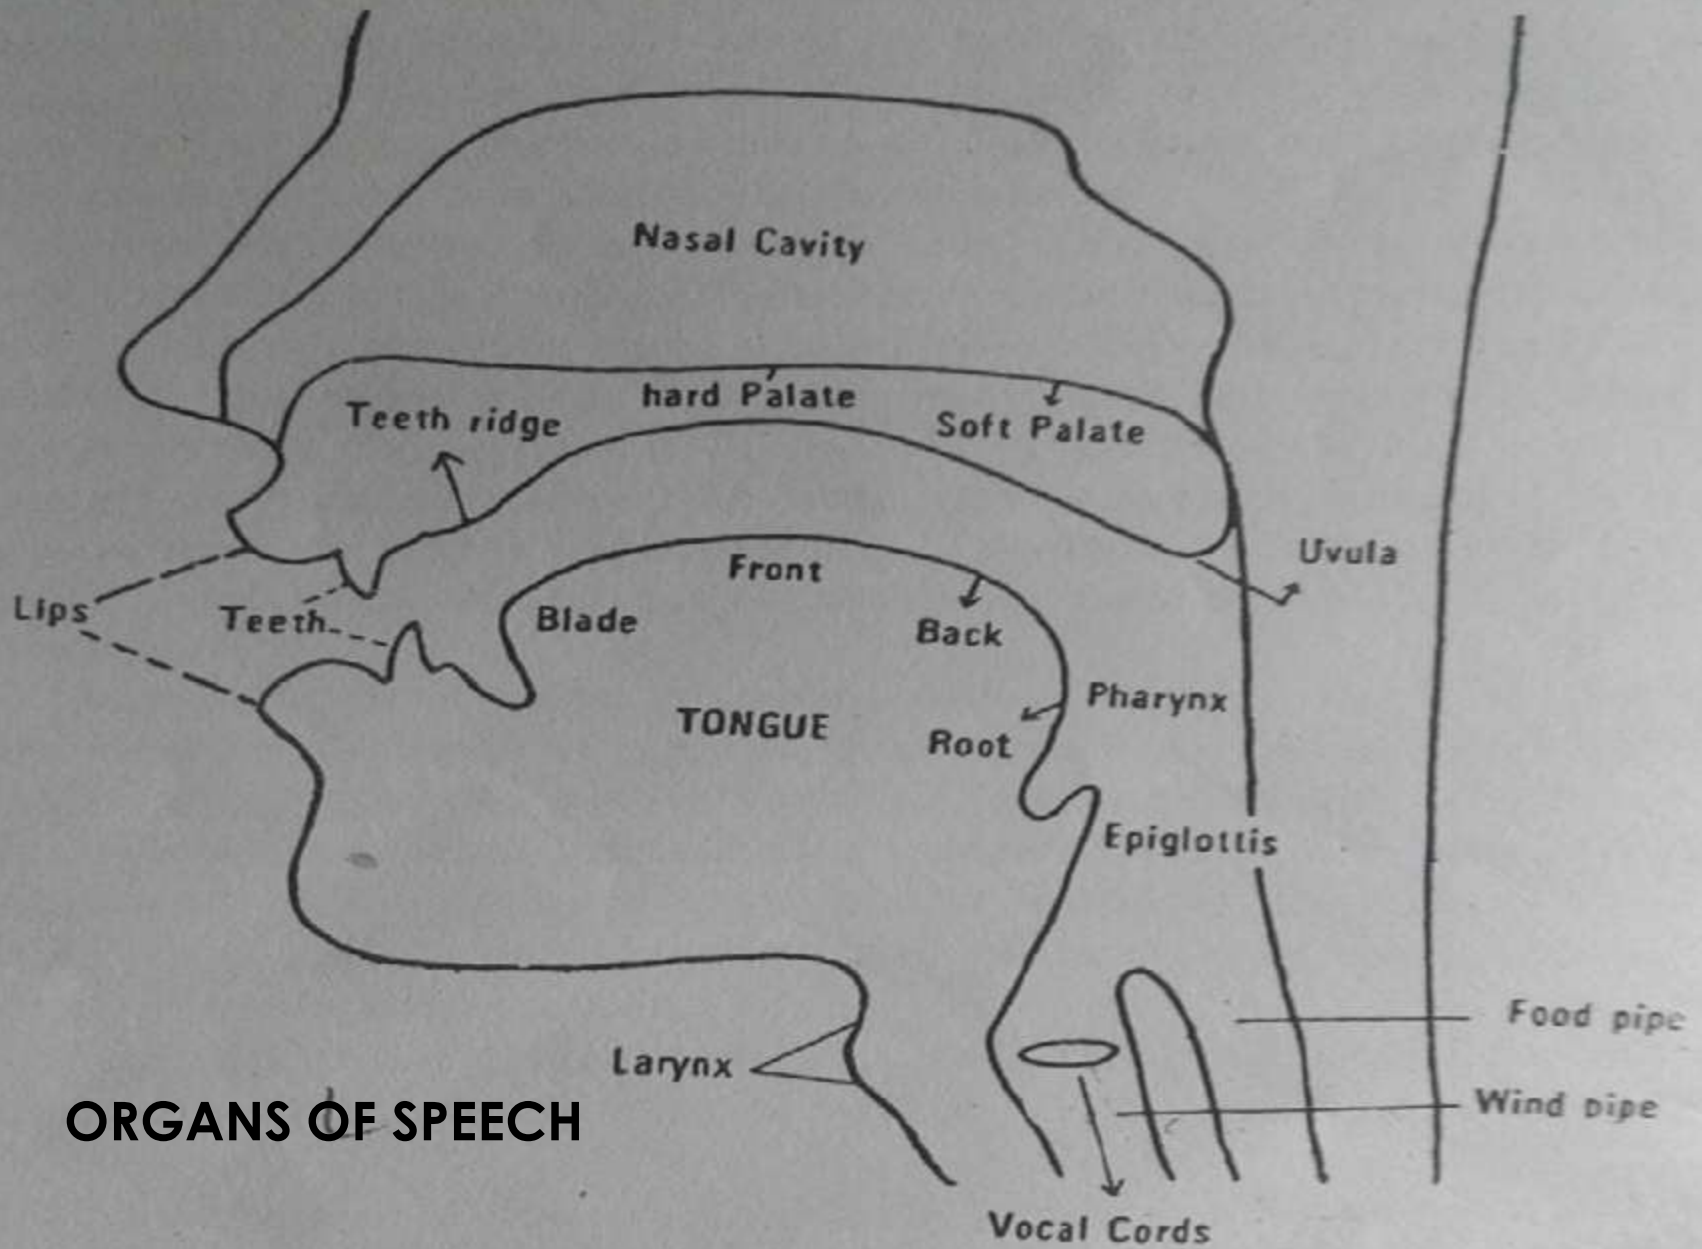 Nasal Cavity
hard Palate
Teeth ridge
Soft Palate
Uvula
Front
Lips
Teeth
Blade
Back
Pharynx
TONGUE
Root
Epiglottis
Food pipe
Larynx
Wind pipe
ORGANS OF SPEECH
Vocal Cords